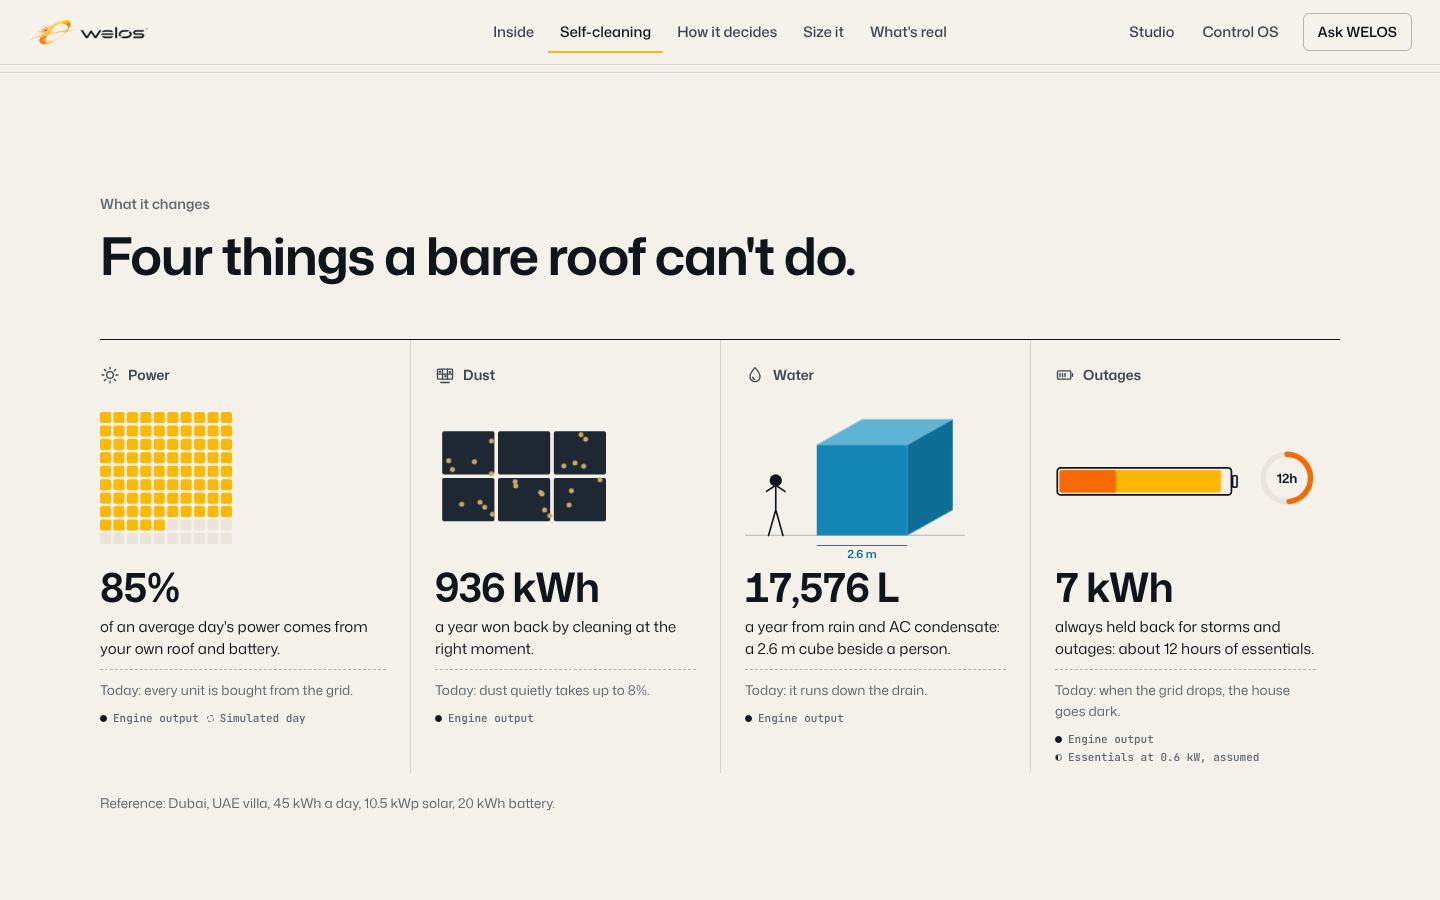 welos
Inside
Self-cleaning
How it decides
Size it
What's real
Studio
Control OS
Ask WELOS
What it changes
Four things a bare roof can't do.
Power
85%
of an average day's power comes from
your own roof and battery.
Today: every unit is bought from the grid.
Engine output Simulated day
Dust
936 kWh
a year won back by cleaning at the
right moment.
Today: dust quietly takes up to 8%.
Engine output
Water
2.6 m
17,576 L
a year from rain and AC condensate:
a 2.6 m cube beside a person.
Today: it runs down the drain.
Engine output
Outages
12h
7 kWh
always held back for storms and
outages: about 12 hours of essentials.
Today: when the grid drops, the house
goes dark.
Engine output
Essentials at 0.6 kW, assumed
Reference: Dubai, UAE villa, 45 kWh a day, 10.5 kWp solar, 20 kWh battery.